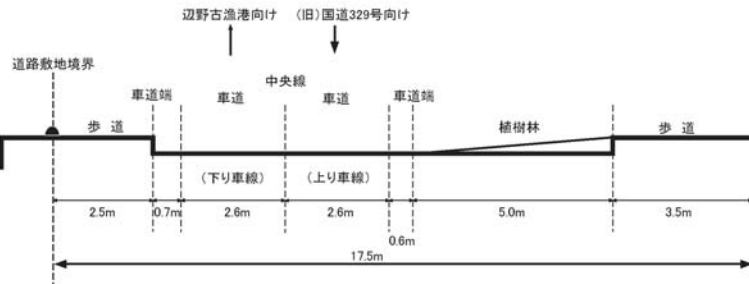 辺野古漁港向け (旧)国道329号向け
道路敷地境界
中央線
車道端 車道 車道 車道端
歩 道 植樹林 歩 道
(下り車線) (上り車線)
2.5m 0.7m 2.6m 2.6m 5.0m 3.5m
0.6m
17.5m